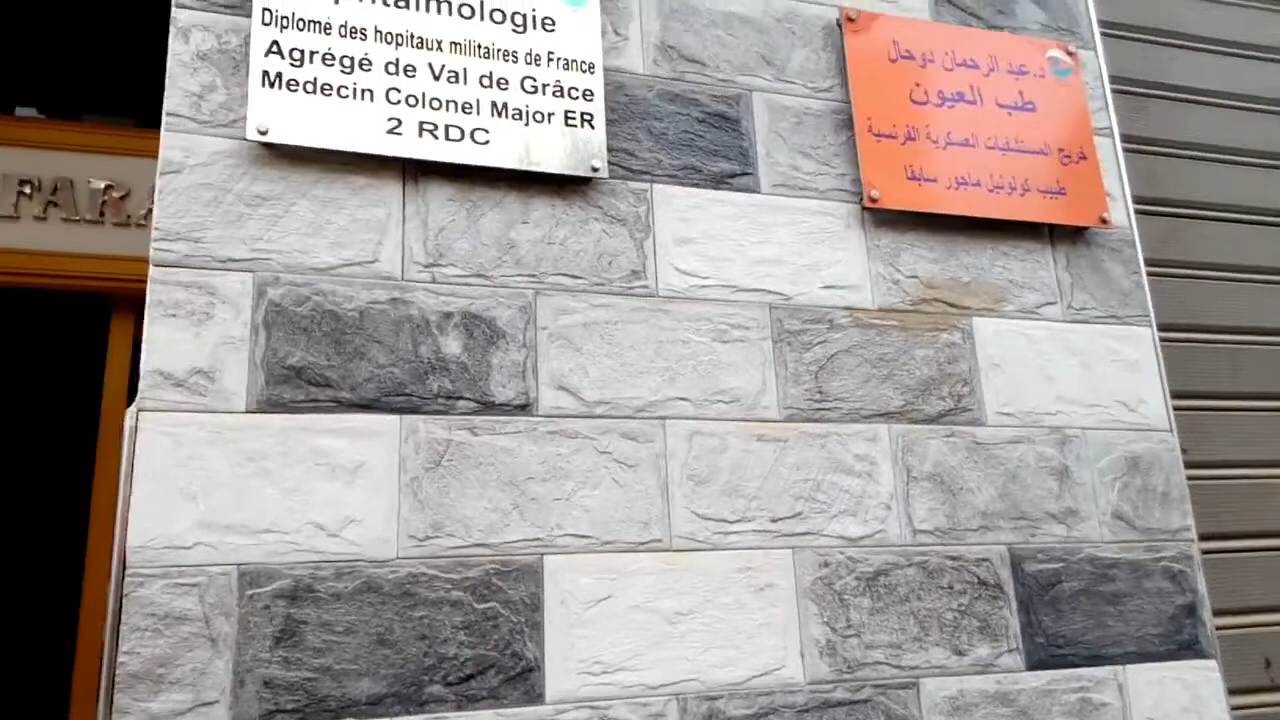 Diplomé des hopitaux militaires de France
Agrégé de Val de Grâce
Medecin Colonel Major ER
2 RDC
د. عبد الرحمان دوحال
طب العيون
خريج المستشفيات العسكرية الفرنسية
طبيب كولونيل ماجور سابقا
FARA